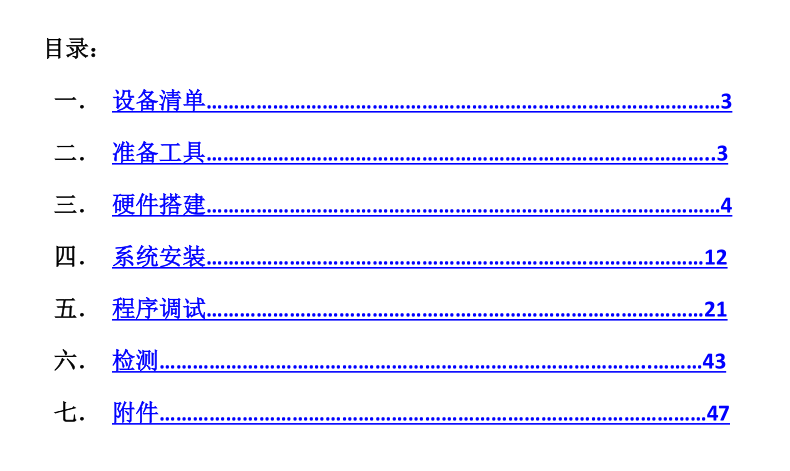 目录：
一． 设备清单……………………………………………………………………………………3
二． 准备工具…………………………………………………………………………………..3
三． 硬件搭建……………………………………………………………………………………4
四． 系统安装…………………………………………………………………………………12
五． 程序调试…………………………………………………………………………………21
六． 检测…………………………………………………………………………………………43
七． 附件…………………………………………………………………………………………47